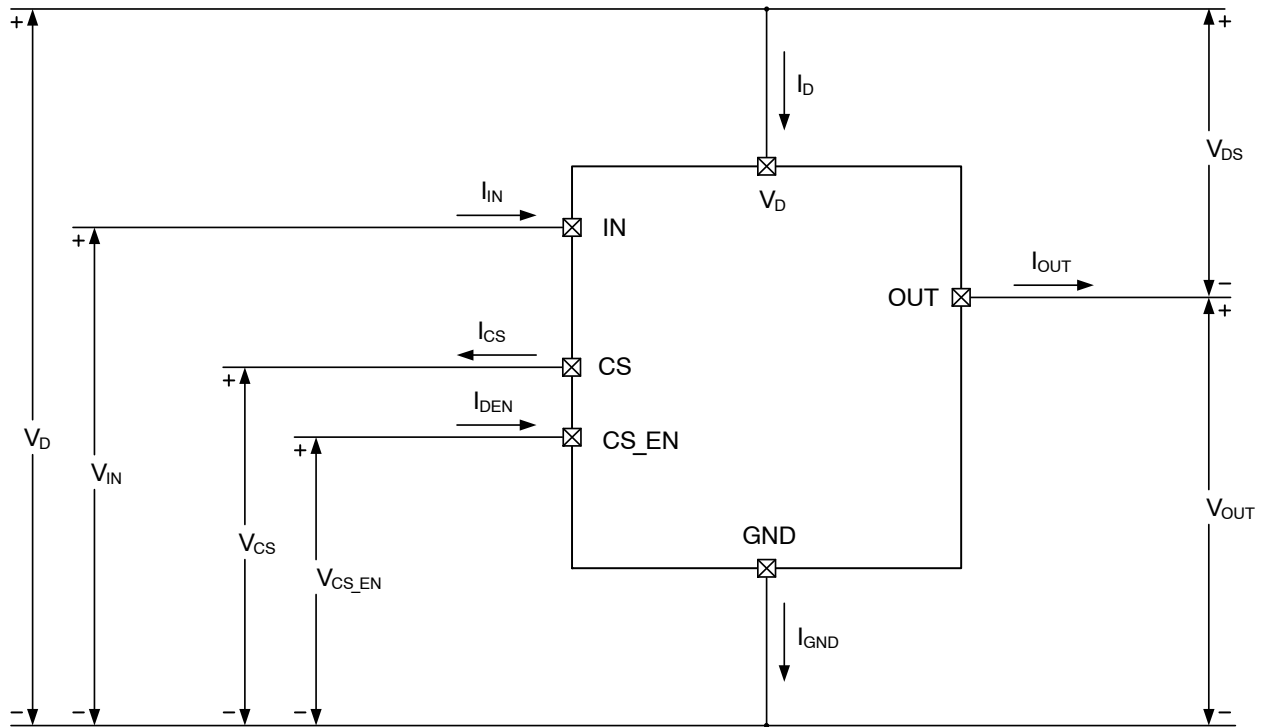 +
+
I_D
V_DS
I_IN
V_D
+
IN
I_OUT
OUT
−
+
I_CS
CS
+
I_DEN
CS_EN
+
V_D
V_IN
V_OUT
GND
V_CS
V_CS_EN
I_GND
−
−
−
−
−